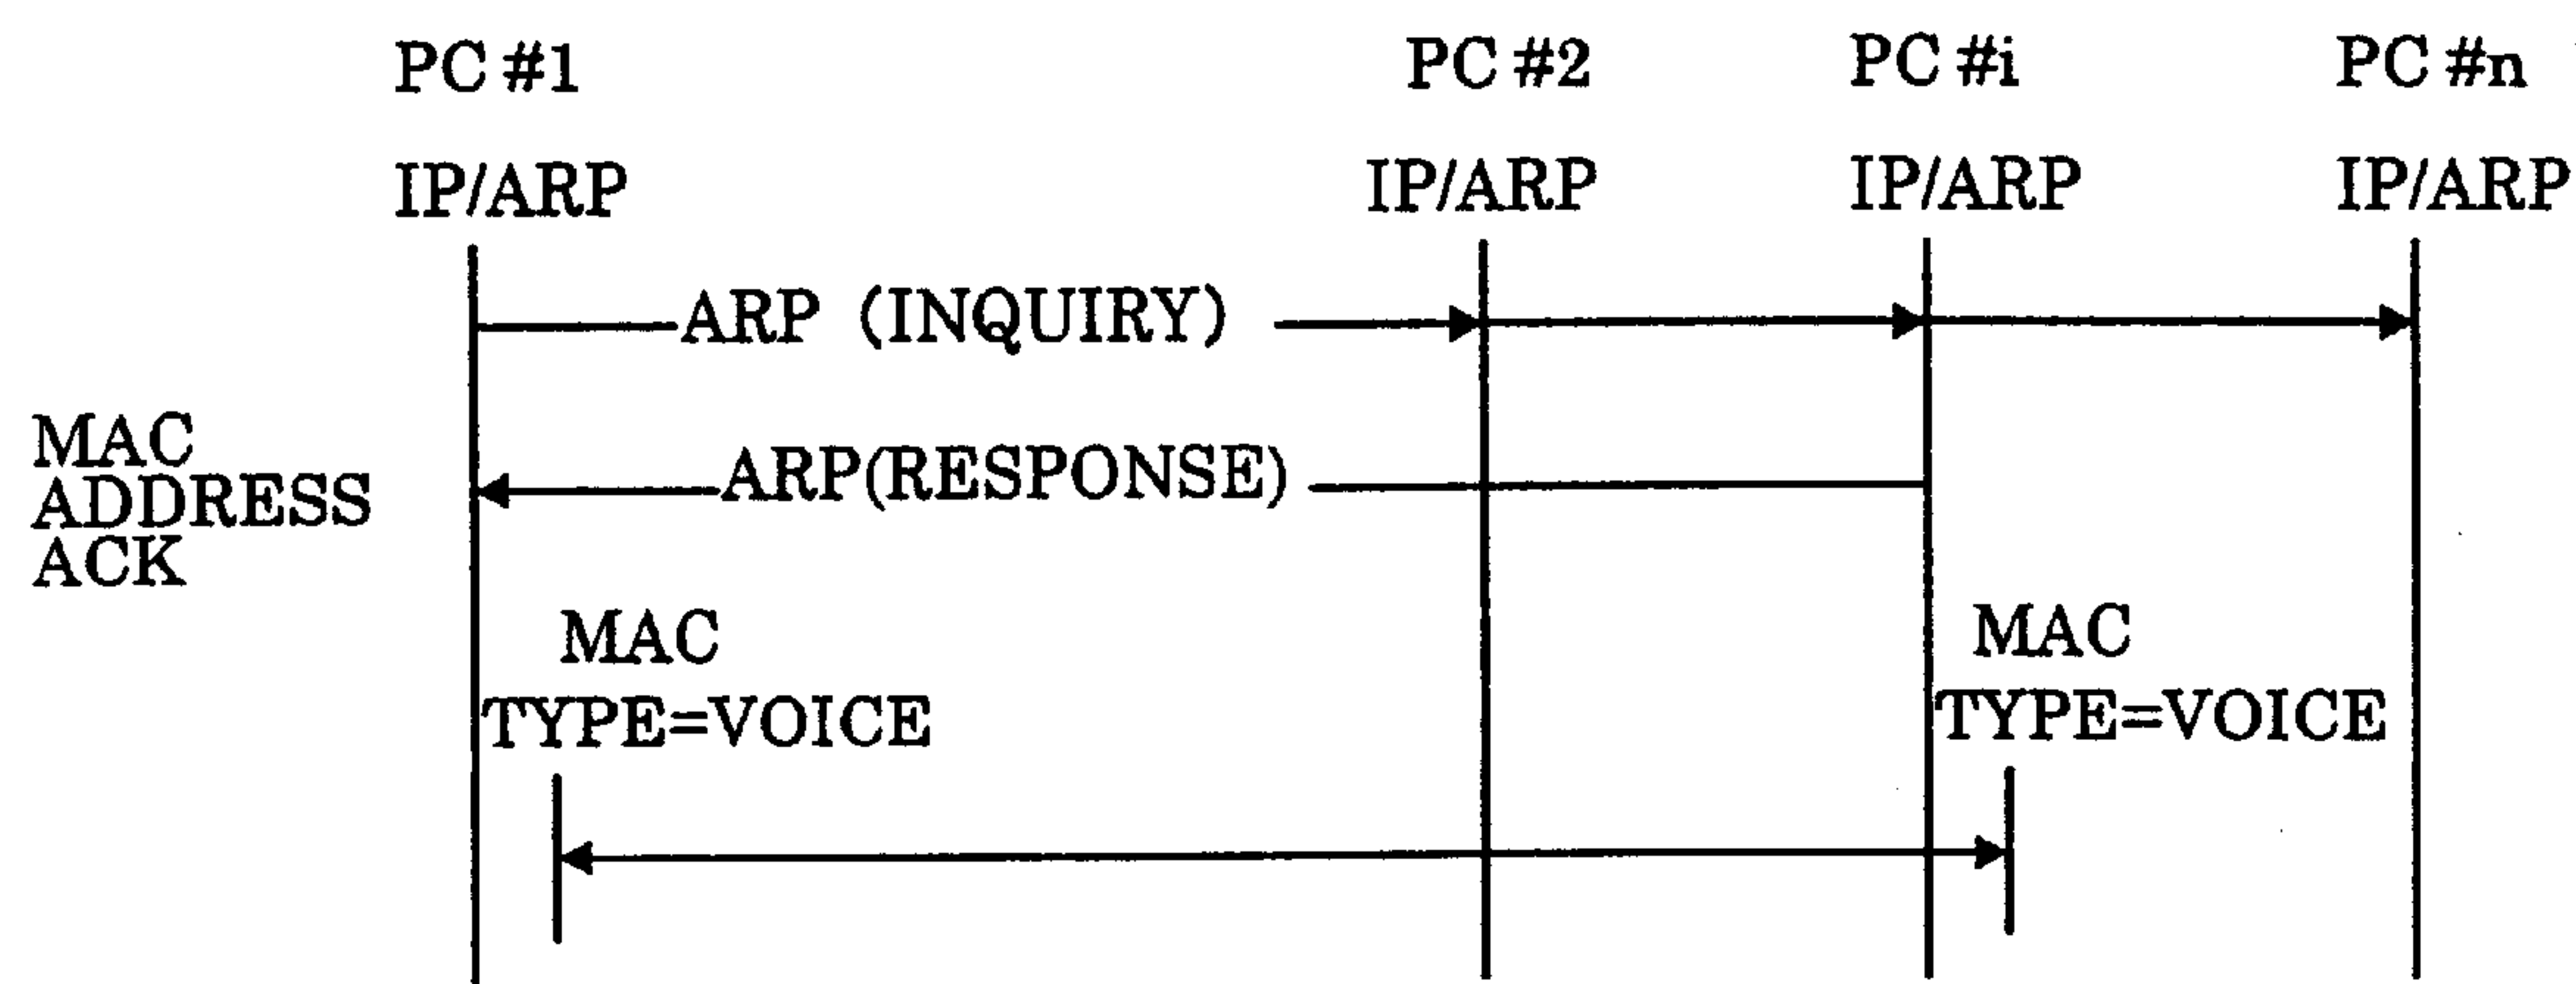 PC #1 PC #2 PC #i PC #n
IP/ARP IP/ARP IP/ARP IP/ARP
ARP (INQUIRY)
MAC
ADDRESS
ACK
ARP(RESPONSE)
MAC
TYPE=VOICE
MAC
TYPE=VOICE